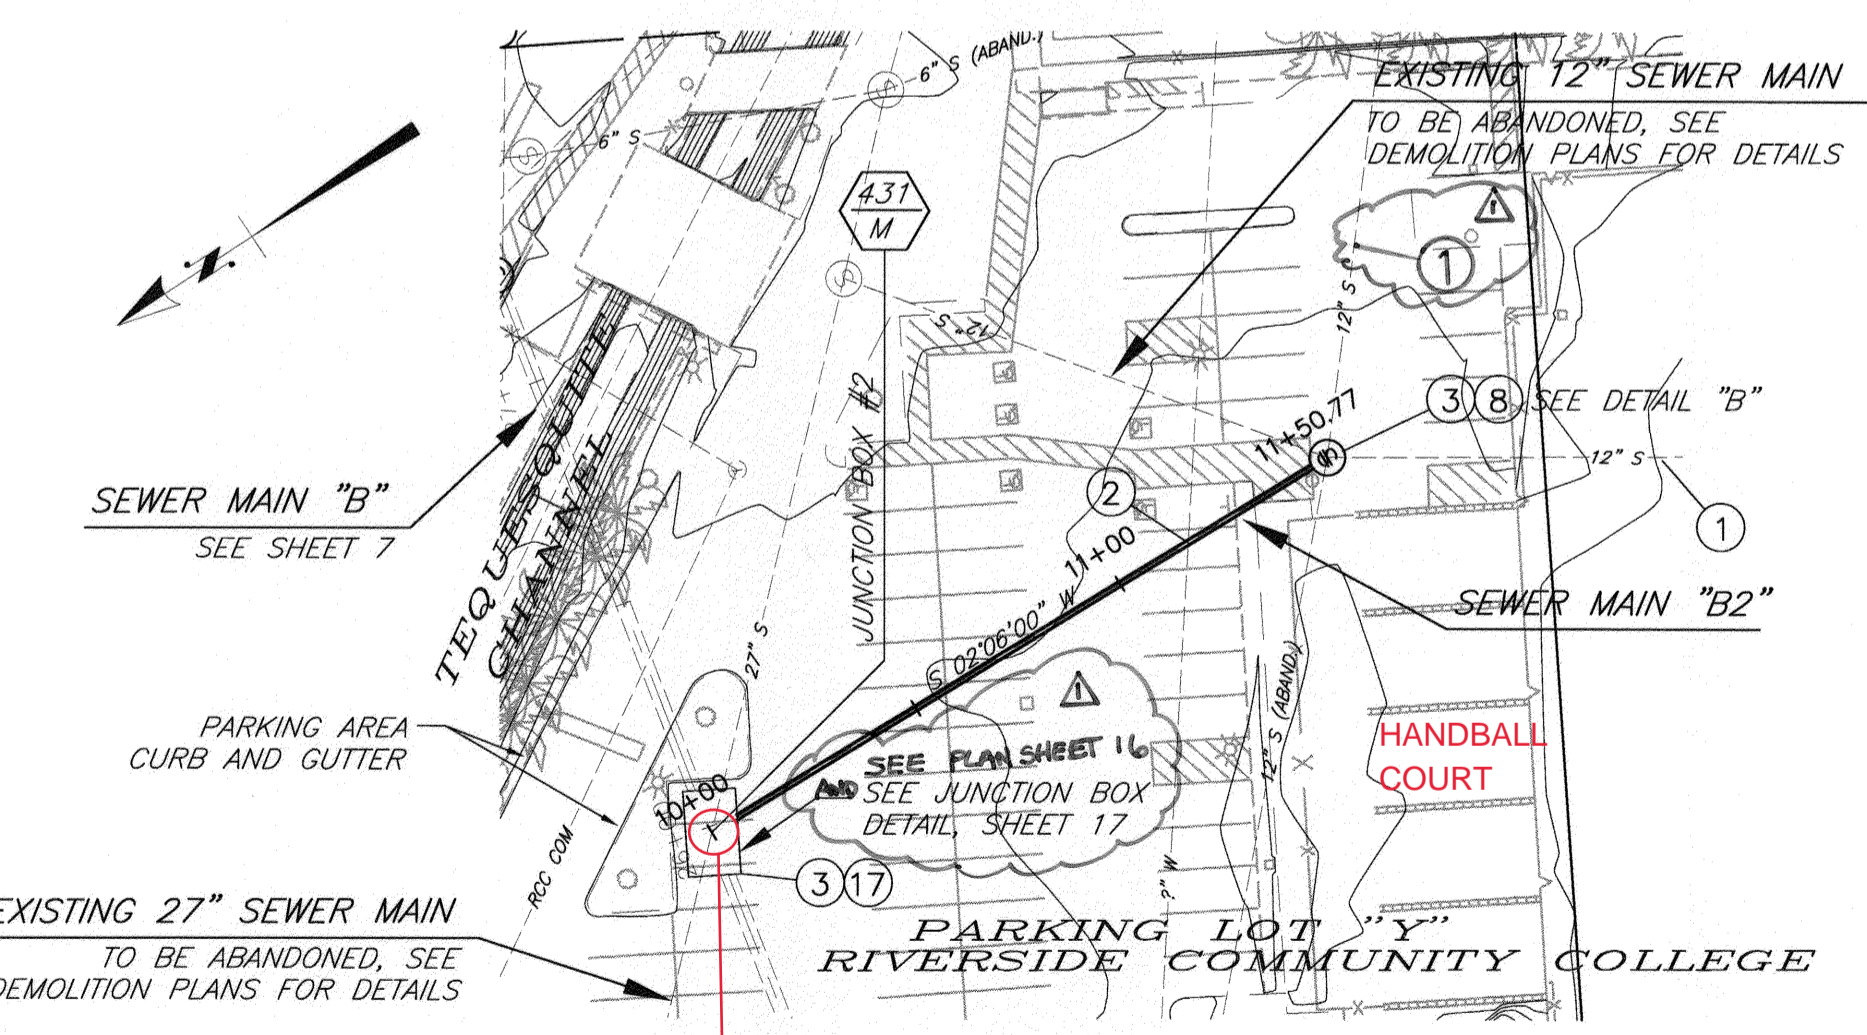 6" S (ABAND.)
6" S
EXISTING 12" SEWER MAIN
TO BE ABANDONED, SEE
DEMOLITION PLANS FOR DETAILS
431
M
S
S
S
N
1
1
12" S
12" S
JUNCTION BOX #2
11+50.77
3 8 SEE DETAIL "B"
12" S
1
SEWER MAIN "B"
SEE SHEET 7
TEQUESQUITE
CHANNEL
2
11+00
S 02°06'00" W
SEWER MAIN "B2"
27" S
12" S (ABAND.)
PARKING AREA
CURB AND GUTTER
1
SEE PLAN SHEET 16
AND SEE JUNCTION BOX
DETAIL, SHEET 17
HANDBALL
COURT
10+00
RCC COM
3 17
?" W
EXISTING 27" SEWER MAIN
TO BE ABANDONED, SEE
DEMOLITION PLANS FOR DETAILS
PARKING LOT "Y"
RIVERSIDE COMMUNITY COLLEGE